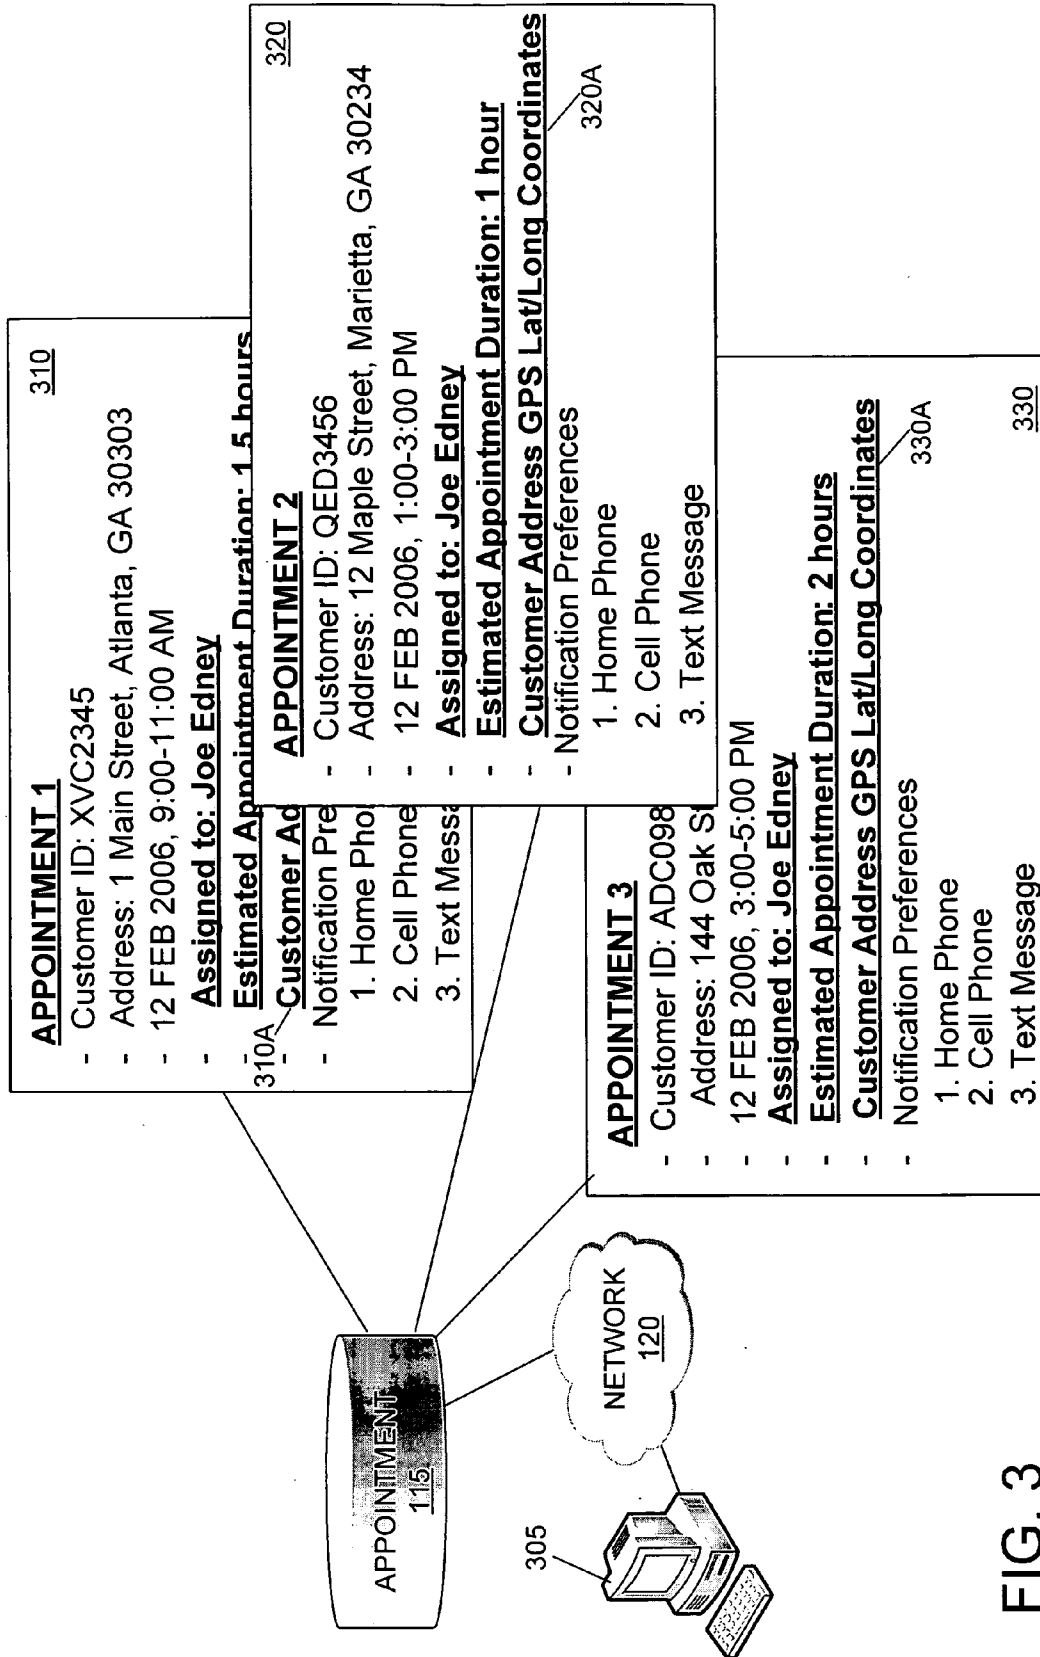 APPOINTMENT 1
- Customer ID: XVC2345
- Address: 1 Main Street, Atlanta, GA 30303
- 12 FEB 2006, 9:00-11:00 AM
- Assigned to: Joe Edney
- Estimated Appointment Duration: 1.5 hours
- Customer Ad
- Notification Pre
1. Home Pho
2. Cell Phone
3. Text Messa
310
310A
APPOINTMENT 2
- Customer ID: QED3456
- Address: 12 Maple Street, Marietta, GA 30234
- 12 FEB 2006, 1:00-3:00 PM
- Assigned to: Joe Edney
- Estimated Appointment Duration: 1 hour
- Customer Address GPS Lat/Long Coordinates
- Notification Preferences
1. Home Phone
2. Cell Phone
3. Text Message
320
320A
APPOINTMENT 3
- Customer ID: ADC098
- Address: 144 Oak St
- 12 FEB 2006, 3:00-5:00 PM
- Assigned to: Joe Edney
- Estimated Appointment Duration: 2 hours
- Customer Address GPS Lat/Long Coordinates
- Notification Preferences
1. Home Phone
2. Cell Phone
3. Text Message
330A
330
APPOINTMENT
115
NETWORK
120
305
FIG. 3